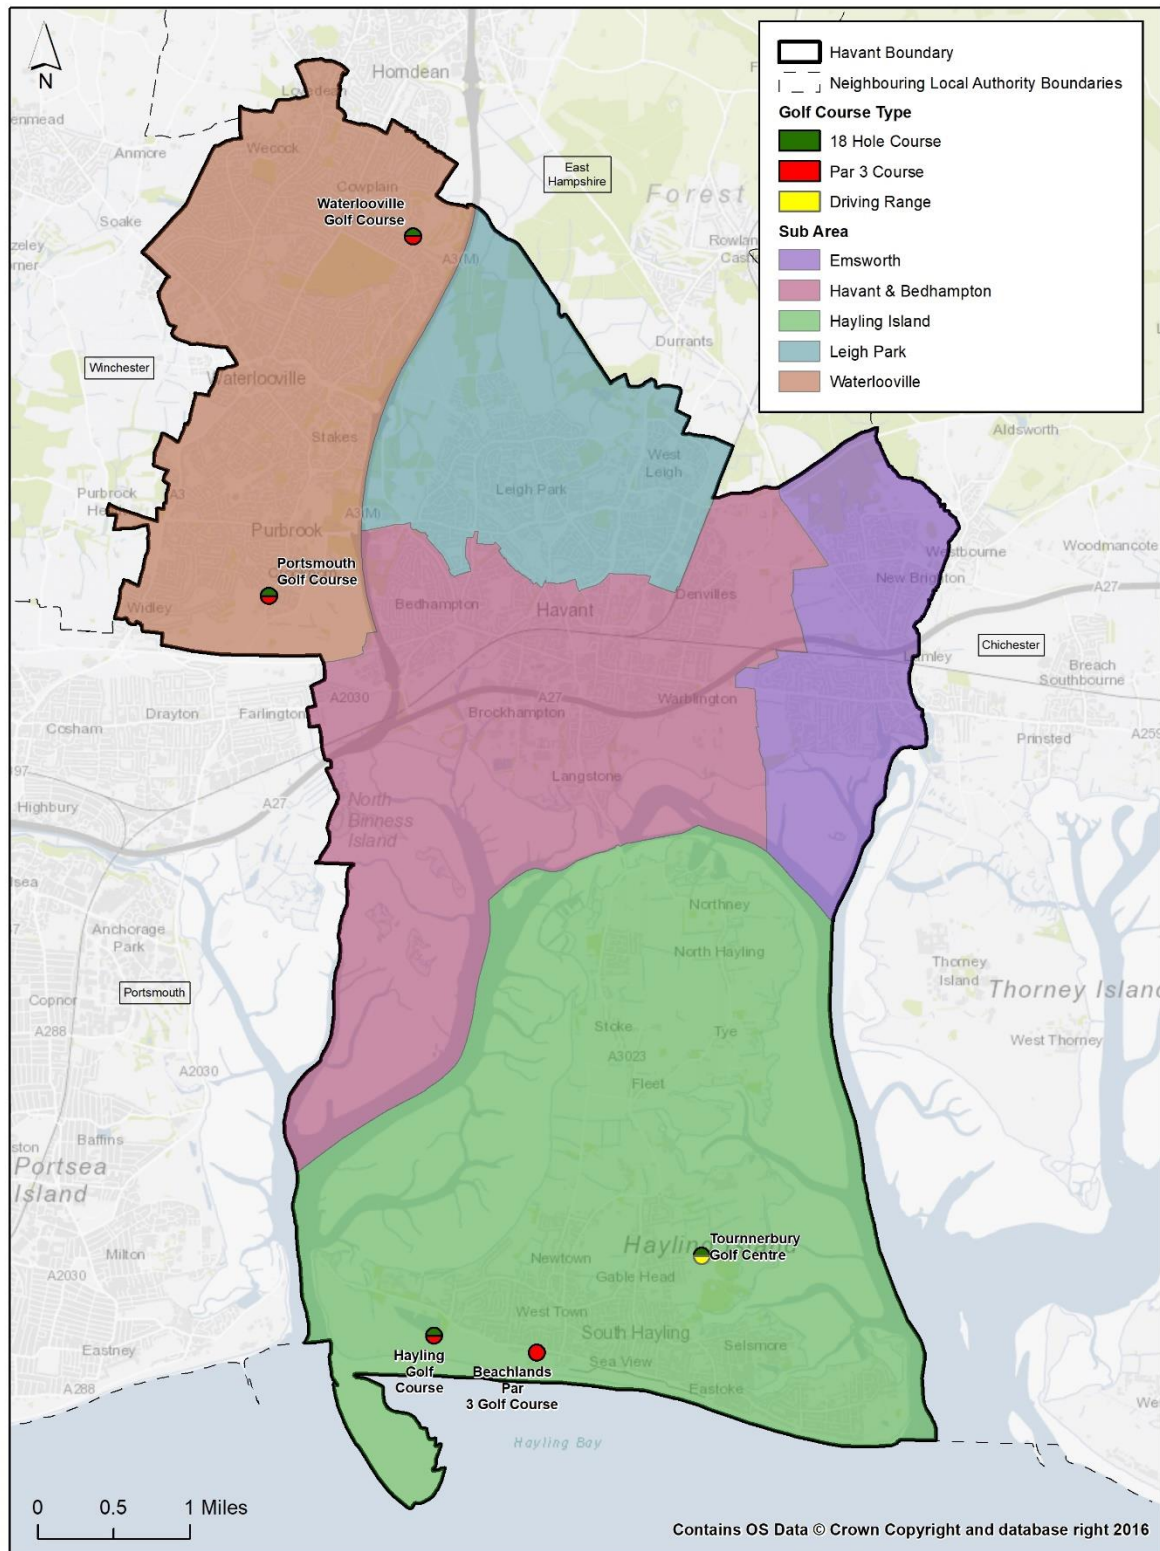 N
Havant Boundary
Neighbouring Local Authority Boundaries
Golf Course Type
18 Hole Course
Par 3 Course
Driving Range
Sub Area
Emsworth
Havant & Bedhampton
Hayling Island
Leigh Park
Waterlooville
Horndean
Lovedean
Anmore
Wecock
East
Hampshire
Forest
Cowplain
Waterlooville
Golf Course
Soake
A3(M)
Durrants
Winchester
Waterlooville
Stakes
Aldsworth
West
Leigh
Leigh Park
A3
Purbrook
A3(M)
Purbrook
Westbourne
Woodmancote
Portsmouth
Golf Course
New Brighton
A27
Widley
Bedhampton
Havant
Denvilles
Chichester
Breach
Southbourne
A2030
A27
Warblington
Cosham
Drayton
Farlington
Brockhampton
Prinsted
Langstone
Highbury
A27
North
Binness
Island
Northney
Anchorage
Park
North Hayling
Thorney
Island
Thorney Island
Portsmouth
Copnor
A288
Stoke
Tye
A3023
West Thorney
Fleet
A2030
Baffins
Portsea
Island
Milton
Newtown
Hayling Island
Tournnerbury
Golf Centre
Gable Head
A2030
West Town
South Hayling
Selsmore
Eastney
Hayling
Golf
Course
Beachlands
Par
3 Golf Course
Sea View
Eastoke
A288
Hayling Bay
0 0.5 1 Miles
Contains OS Data © Crown Copyright and database right 2016